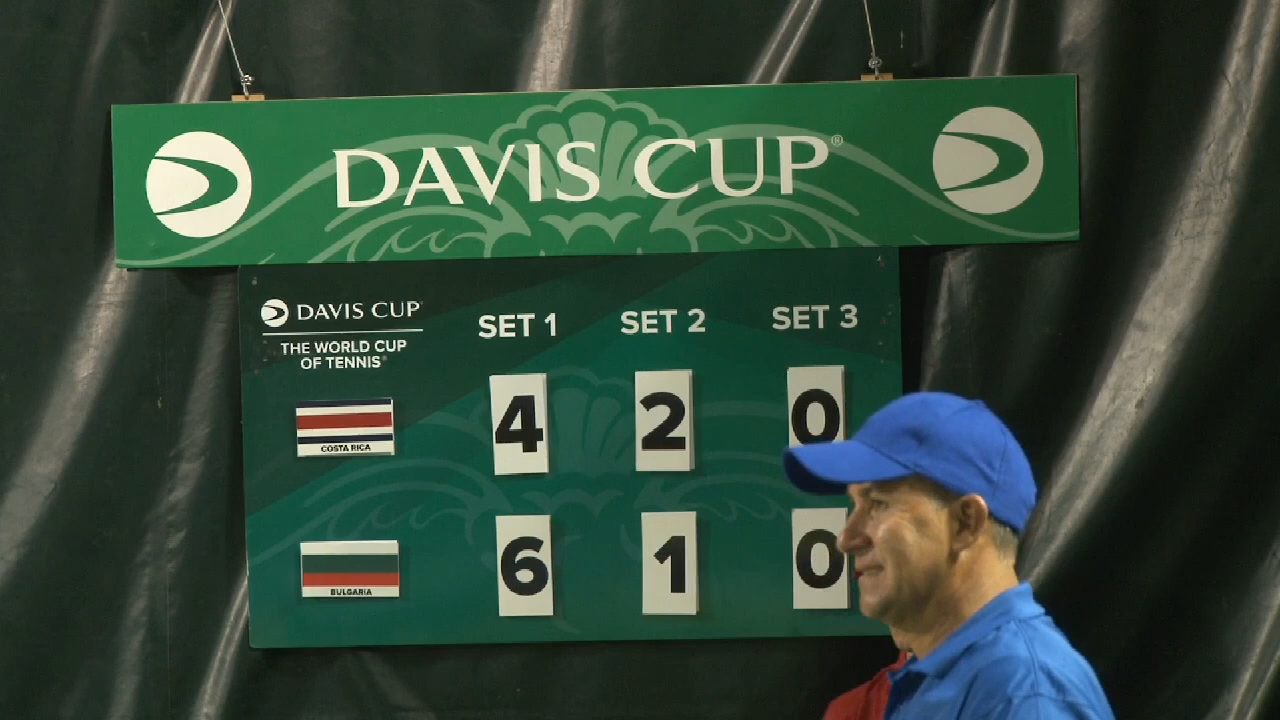 DAVIS CUP®
DAVIS CUP®
THE WORLD CUP
OF TENNIS®
SET 1 SET 2 SET 3
COSTA RICA 4 2 0
BULGARIA 6 1 0